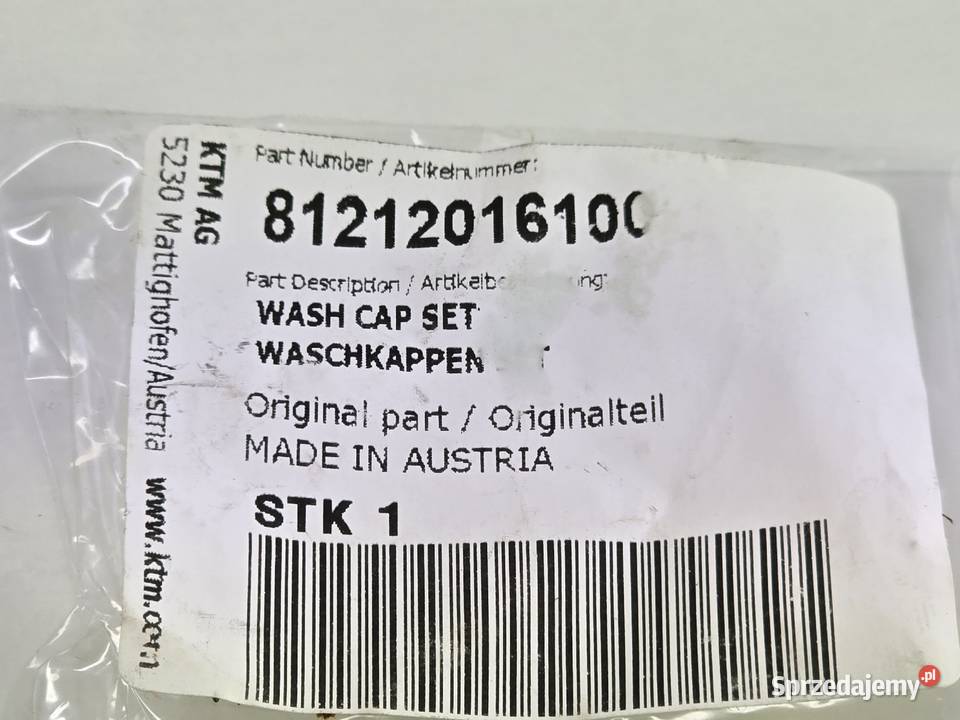 Part Number / Artikelnummer:
81212016100
Part Description / 
WASH CAP SET
WASCHKAPPEN
Original part / Originalteil
MADE IN AUSTRIA
STK 1
KTM AG
5230 Mattighofen/Austria www.ktm.com
Sprzedajemy.pl